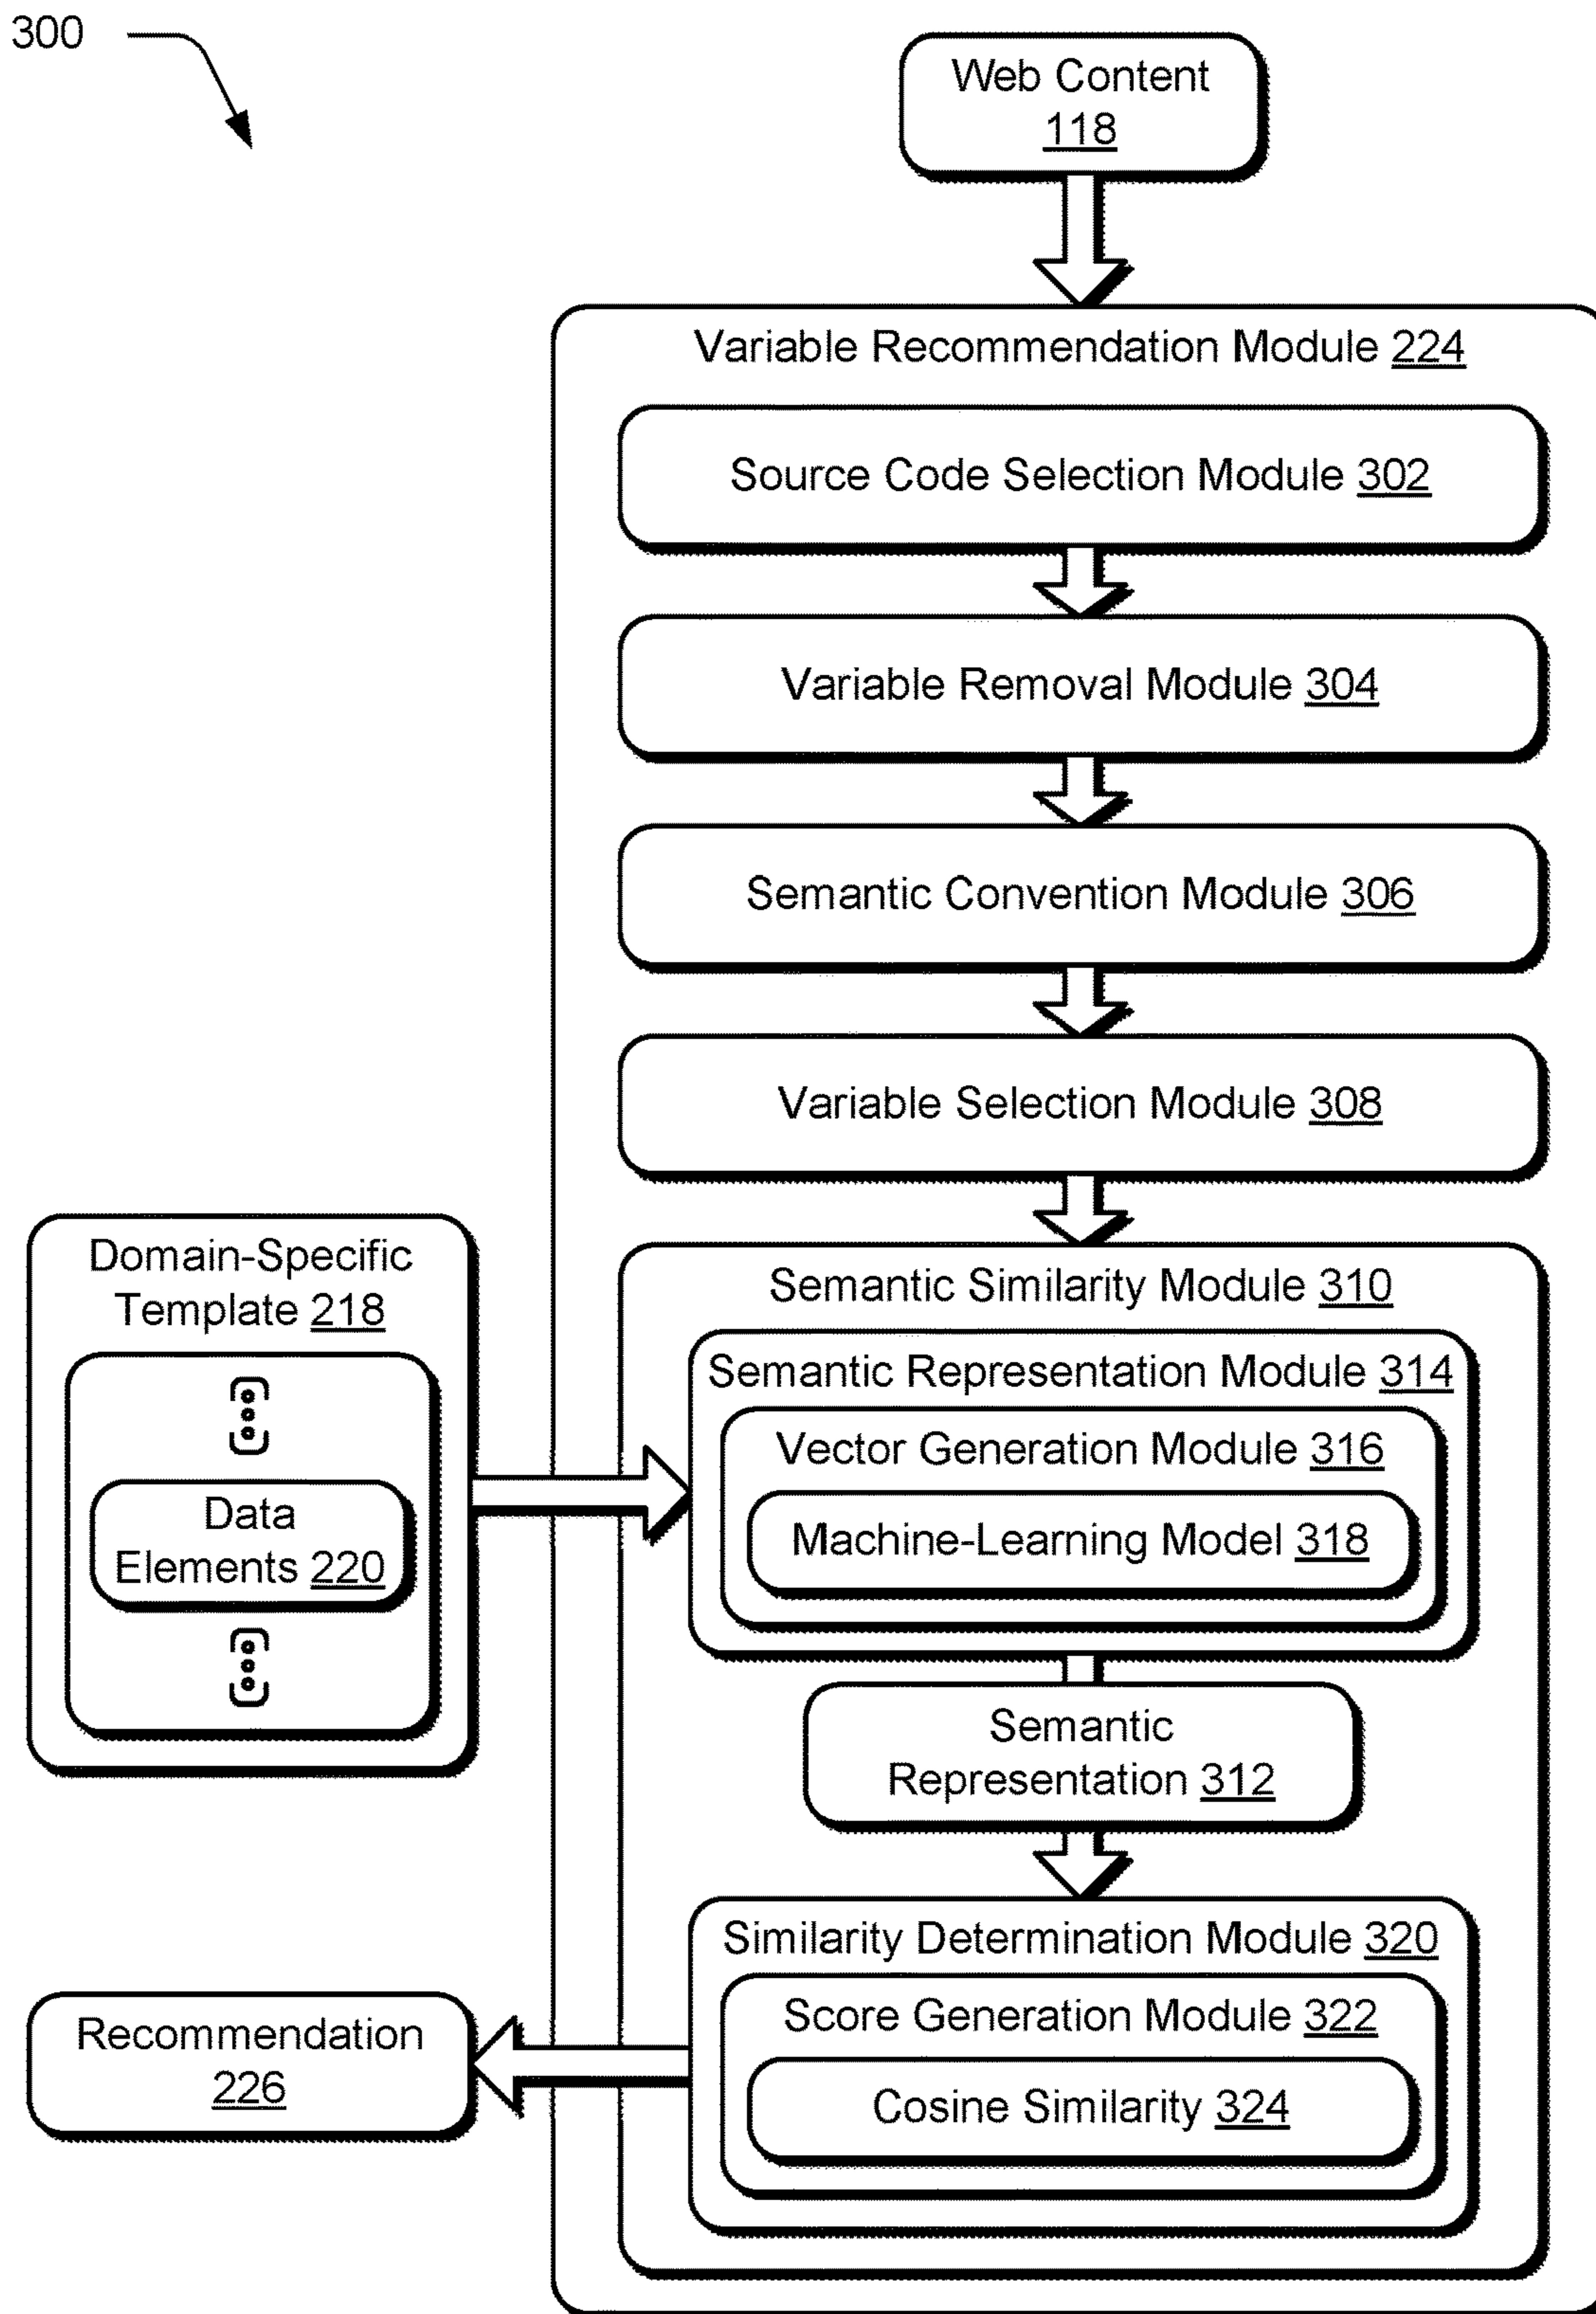 300
Web Content
118
Variable Recommendation Module 224
Source Code Selection Module 302
Variable Removal Module 304
Semantic Convention Module 306
Variable Selection Module 308
Domain-Specific
Template 218
Data
Elements 220
Semantic Similarity Module 310
Semantic Representation Module 314
Vector Generation Module 316
Machine-Learning Model 318
Semantic
Representation 312
Similarity Determination Module 320
Score Generation Module 322
Cosine Similarity 324
Recommendation
226